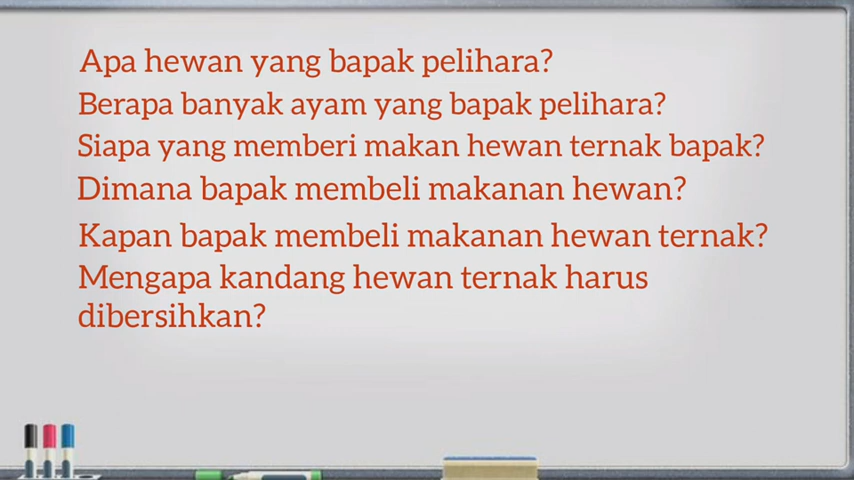 Apa hewan yang bapak pelihara?
Berapa banyak ayam yang bapak pelihara?
Siapa yang memberi makan hewan ternak bapak?
Dimana bapak membeli makanan hewan?
Kapan bapak membeli makanan hewan ternak?
Mengapa kandang hewan ternak harus
dibersihkan?